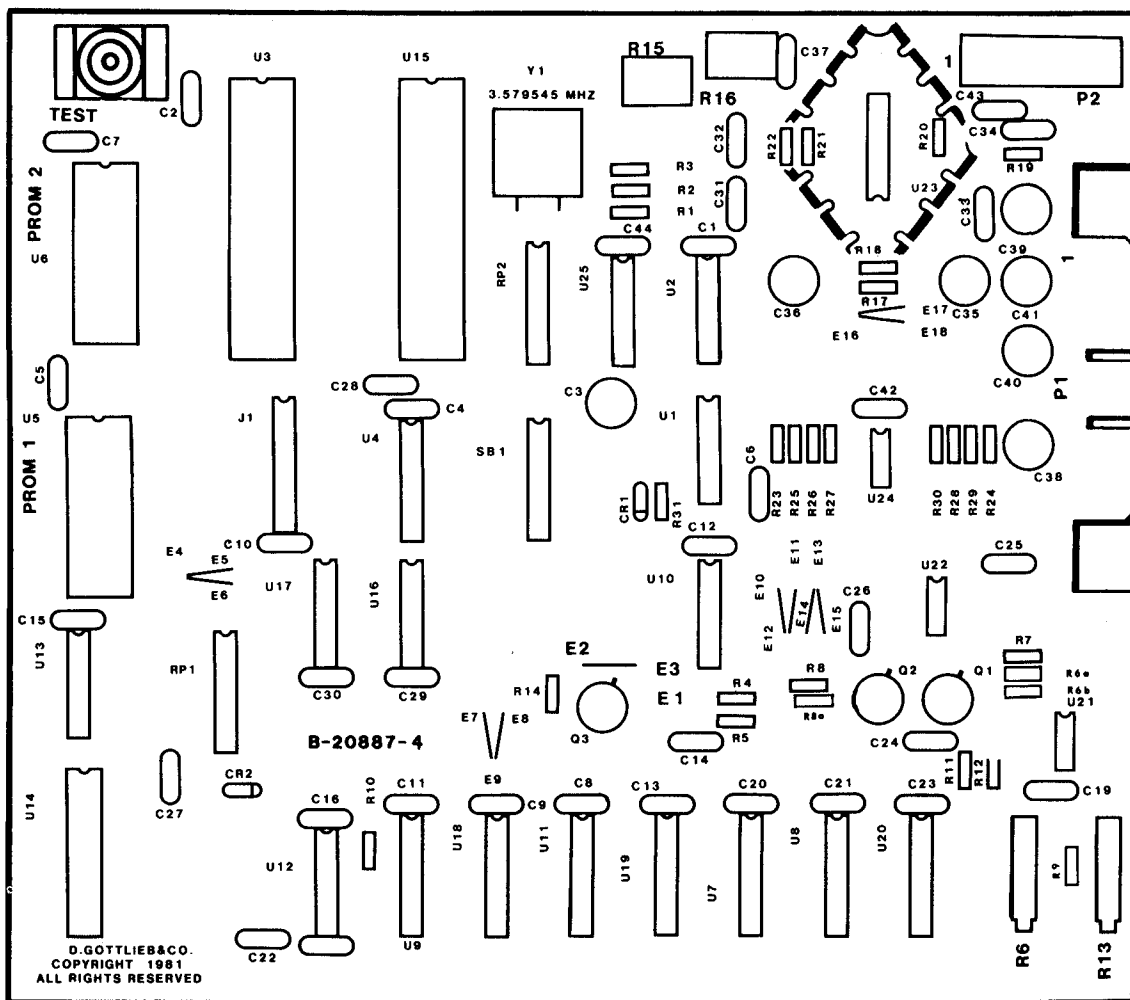 U3
U15
R15
C37
Y1
3.579545 MHZ
1
TEST
C2
R16
P2
C43
C7
C32
R22
R21
R20
C34
R19
PROM 2
R3
R2
R1
C31
U23
C33
U6
C44
C1
C39
RP2
U25
U2
R18
1
R17
C36
E17
C35
C41
E16
E18
C5
C28
C3
C40
P1
U5
J1
C4
U1
C42
U4
SB1
C6
PROM 1
U24
C38
CR1
R31
R23
R25
R26
R27
R30
R28
R29
R24
C10
C12
E11
E13
E4
E5
E6
U17
U16
U10
E10
C25
U22
C26
E12
E14
E15
C15
U13
RP1
E2
E3
R7
C30
C29
R14
E1
R4
R8
Q2
Q1
R6a
R6b
U21
E7
E8
R8a
Q3
R5
B-20887-4
C14
C24
R11
R12
CR2
E9
C27
U14
C16
R10
C11
U18
C9
C8
U11
C13
C20
C21
C23
C19
U12
U19
U7
U8
U20
R9
D.GOTTLIEB&CO.
COPYRIGHT 1981
ALL RIGHTS RESERVED
C22
U9
R6
R13